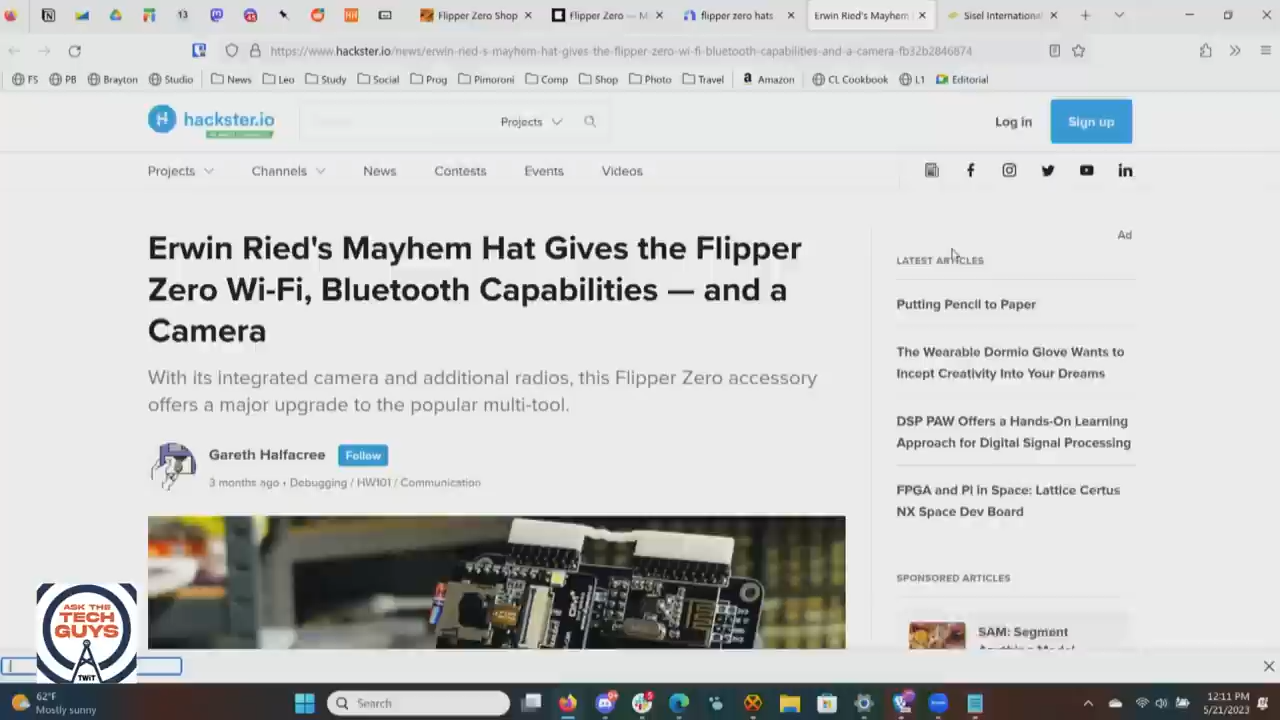 13
Flipper Zero Shop
Flipper Zero — M
flipper zero hats
Erwin Ried's Mayhem
Sisel Internationa
https://www.hackster.io/news/erwin-ried-s-mayhem-hat-gives-the-flipper-zero-wi-fi-bluetooth-capabilities-and-a-camera-fb32b2846874
FS
PB
Brayton
Studio
News
Leo
Study
Social
Prog
Pimoroni
Comp
Shop
Photo
Travel
Amazon
CL Cookbook
L1
Editorial
hackster.io
Projects
Log in
Sign up
Projects
Channels
News
Contests
Events
Videos
Erwin Ried's Mayhem Hat Gives the Flipper
Zero Wi-Fi, Bluetooth Capabilities — and a
Camera
With its integrated camera and additional radios, this Flipper Zero accessory
offers a major upgrade to the popular multi-tool.
Gareth Halfacree
Follow
3 months ago • Debugging / HW101 / Communication
Ad
LATEST ARTICLES
Putting Pencil to Paper
The Wearable Dormio Glove Wants to
Incept Creativity Into Your Dreams
DSP PAW Offers a Hands-On Learning
Approach for Digital Signal Processing
FPGA and Pi in Space: Lattice Certus
NX Space Dev Board
SPONSORED ARTICLES
SAM: Segment
Anything Model
ASK THE
TECH
GUYS
TWiT
62°F
Mostly sunny
Search
12:11 PM
5/21/2023